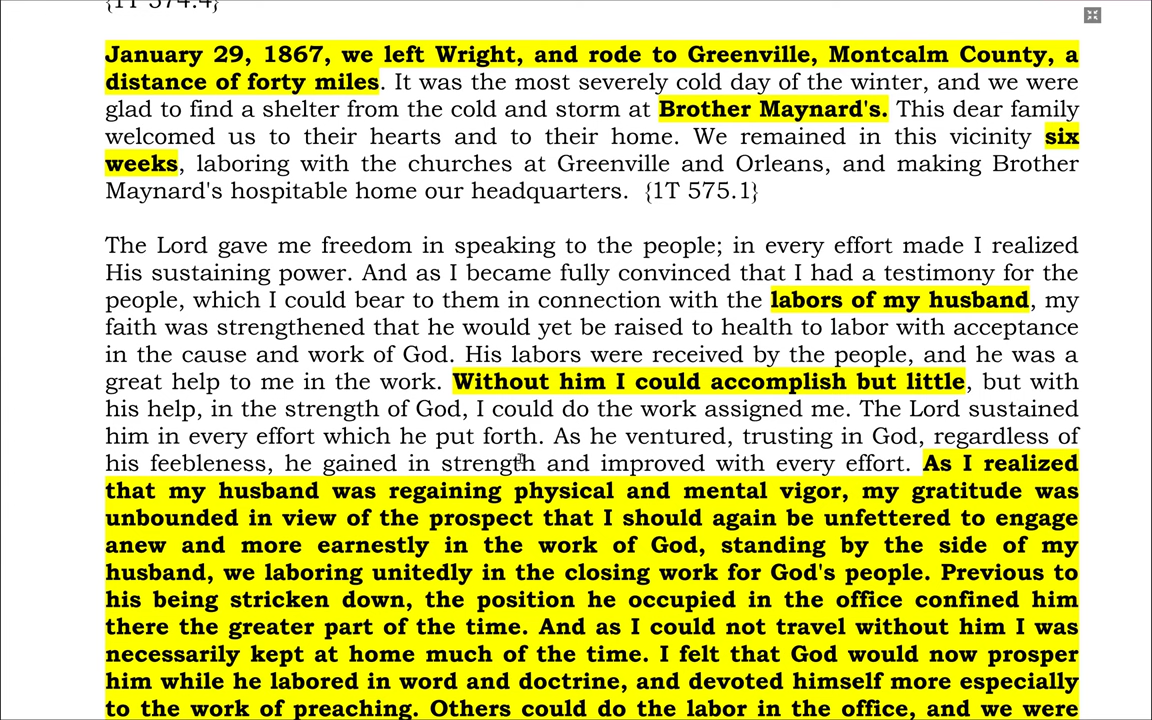 {1T 574.4}
January 29, 1867, we left Wright, and rode to Greenville, Montcalm County, a
distance of forty miles. It was the most severely cold day of the winter, and we were
glad to find a shelter from the cold and storm at Brother Maynard's. This dear family
welcomed us to their hearts and to their home. We remained in this vicinity six
weeks, laboring with the churches at Greenville and Orleans, and making Brother
Maynard's hospitable home our headquarters. {1T 575.1}
The Lord gave me freedom in speaking to the people; in every effort made I realized
His sustaining power. And as I became fully convinced that I had a testimony for the
people, which I could bear to them in connection with the labors of my husband, my
faith was strengthened that he would yet be raised to health to labor with acceptance
in the cause and work of God. His labors were received by the people, and he was a
great help to me in the work. Without him I could accomplish but little, but with
his help, in the strength of God, I could do the work assigned me. The Lord sustained
him in every effort which he put forth. As he ventured, trusting in God, regardless of
his feebleness, he gained in strength and improved with every effort. As I realized
that my husband was regaining physical and mental vigor, my gratitude was
unbounded in view of the prospect that I should again be unfettered to engage
anew and more earnestly in the work of God, standing by the side of my
husband, we laboring unitedly in the closing work for God's people. Previous to
his being stricken down, the position he occupied in the office confined him
there the greater part of the time. And as I could not travel without him I was
necessarily kept at home much of the time. I felt that God would now prosper
him while he labored in word and doctrine, and devoted himself more especially
to the work of preaching. Others could do the labor in the office, and we were